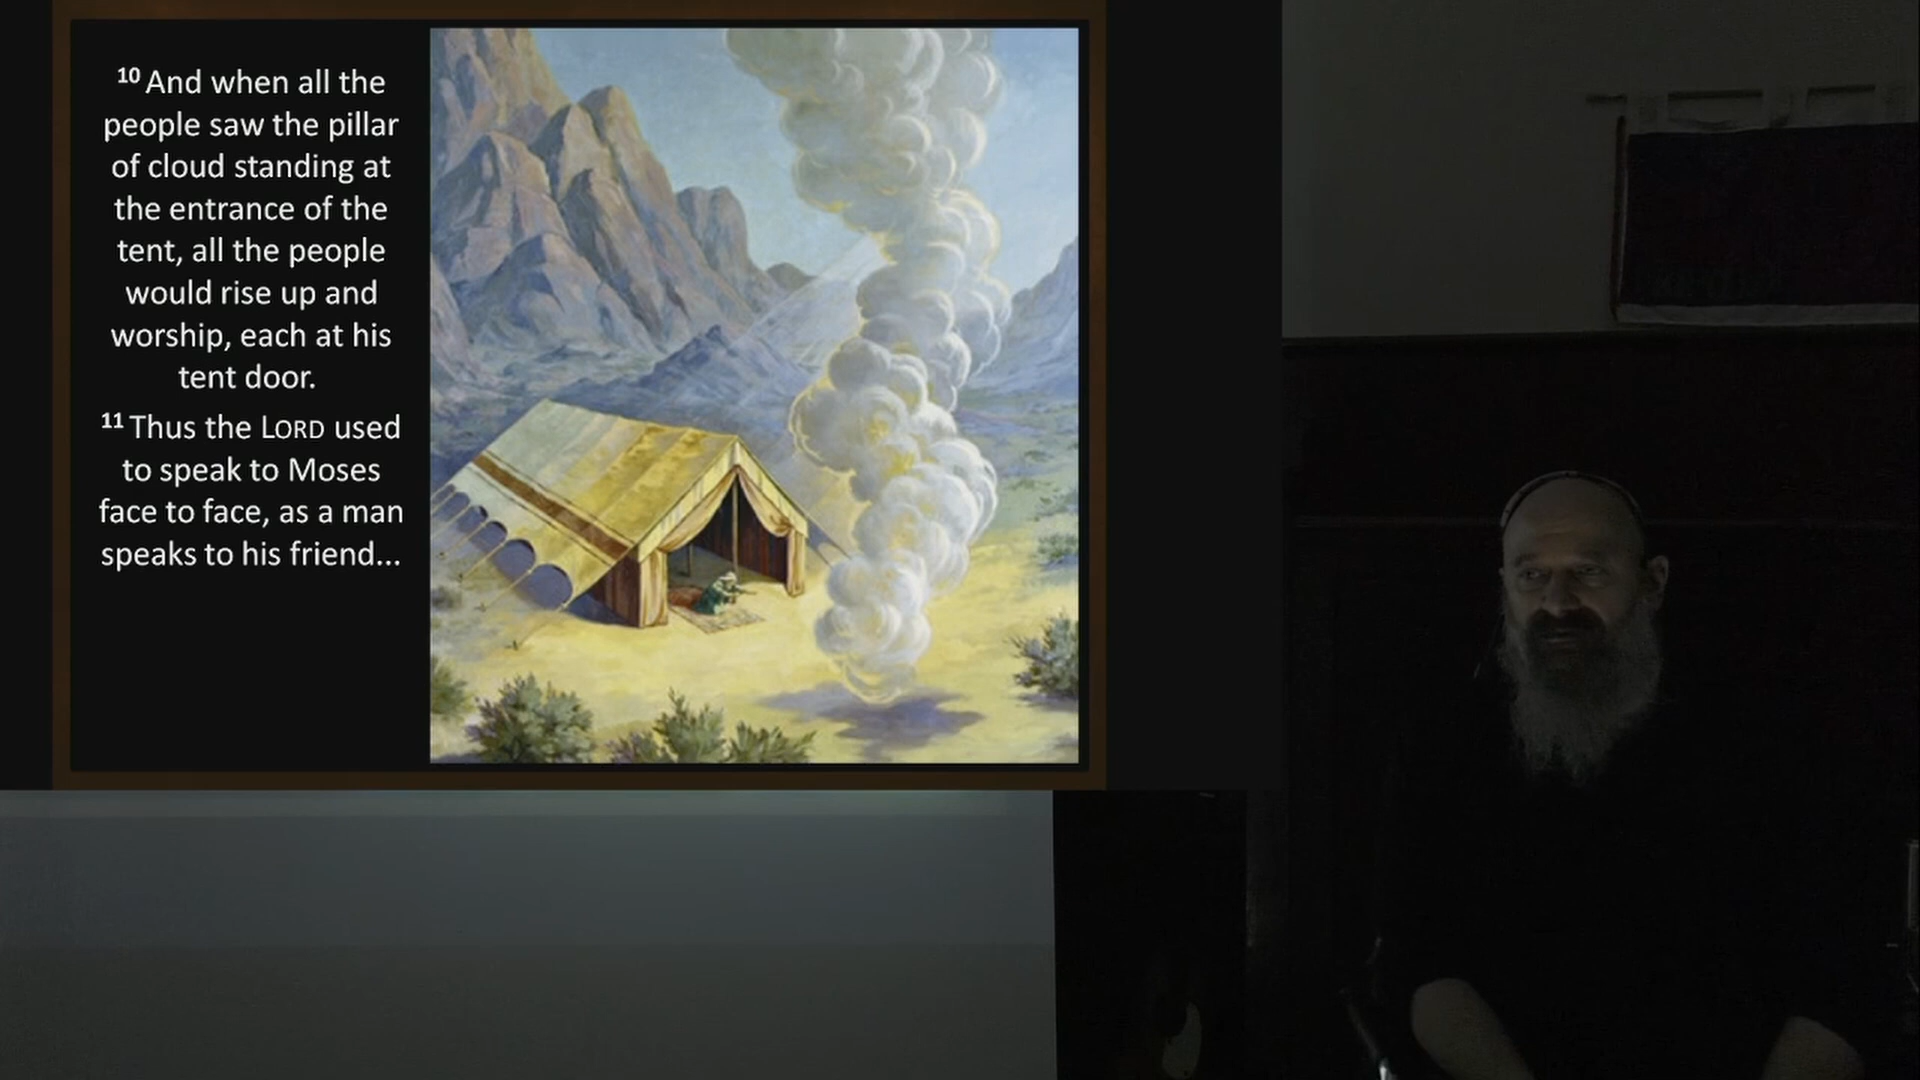 10 And when all the
people saw the pillar
of cloud standing at
the entrance of the
tent, all the people
would rise up and
worship, each at his
tent door.
11 Thus the LORD used
to speak to Moses
face to face, as a man
speaks to his friend...